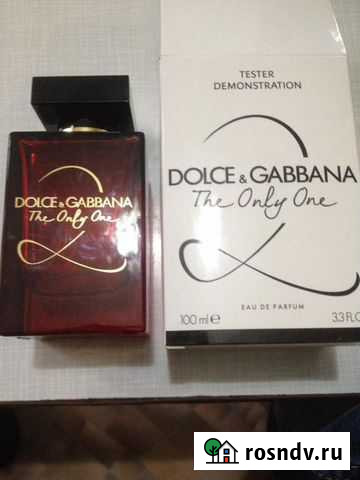 DOLCE & GABBANA
The Only One
TESTER
DEMONSTRATION
DOLCE & GABBANA
The Only One
EAU DE PARFUM
100 ml e
3.3 FL.O
rosndv.ru